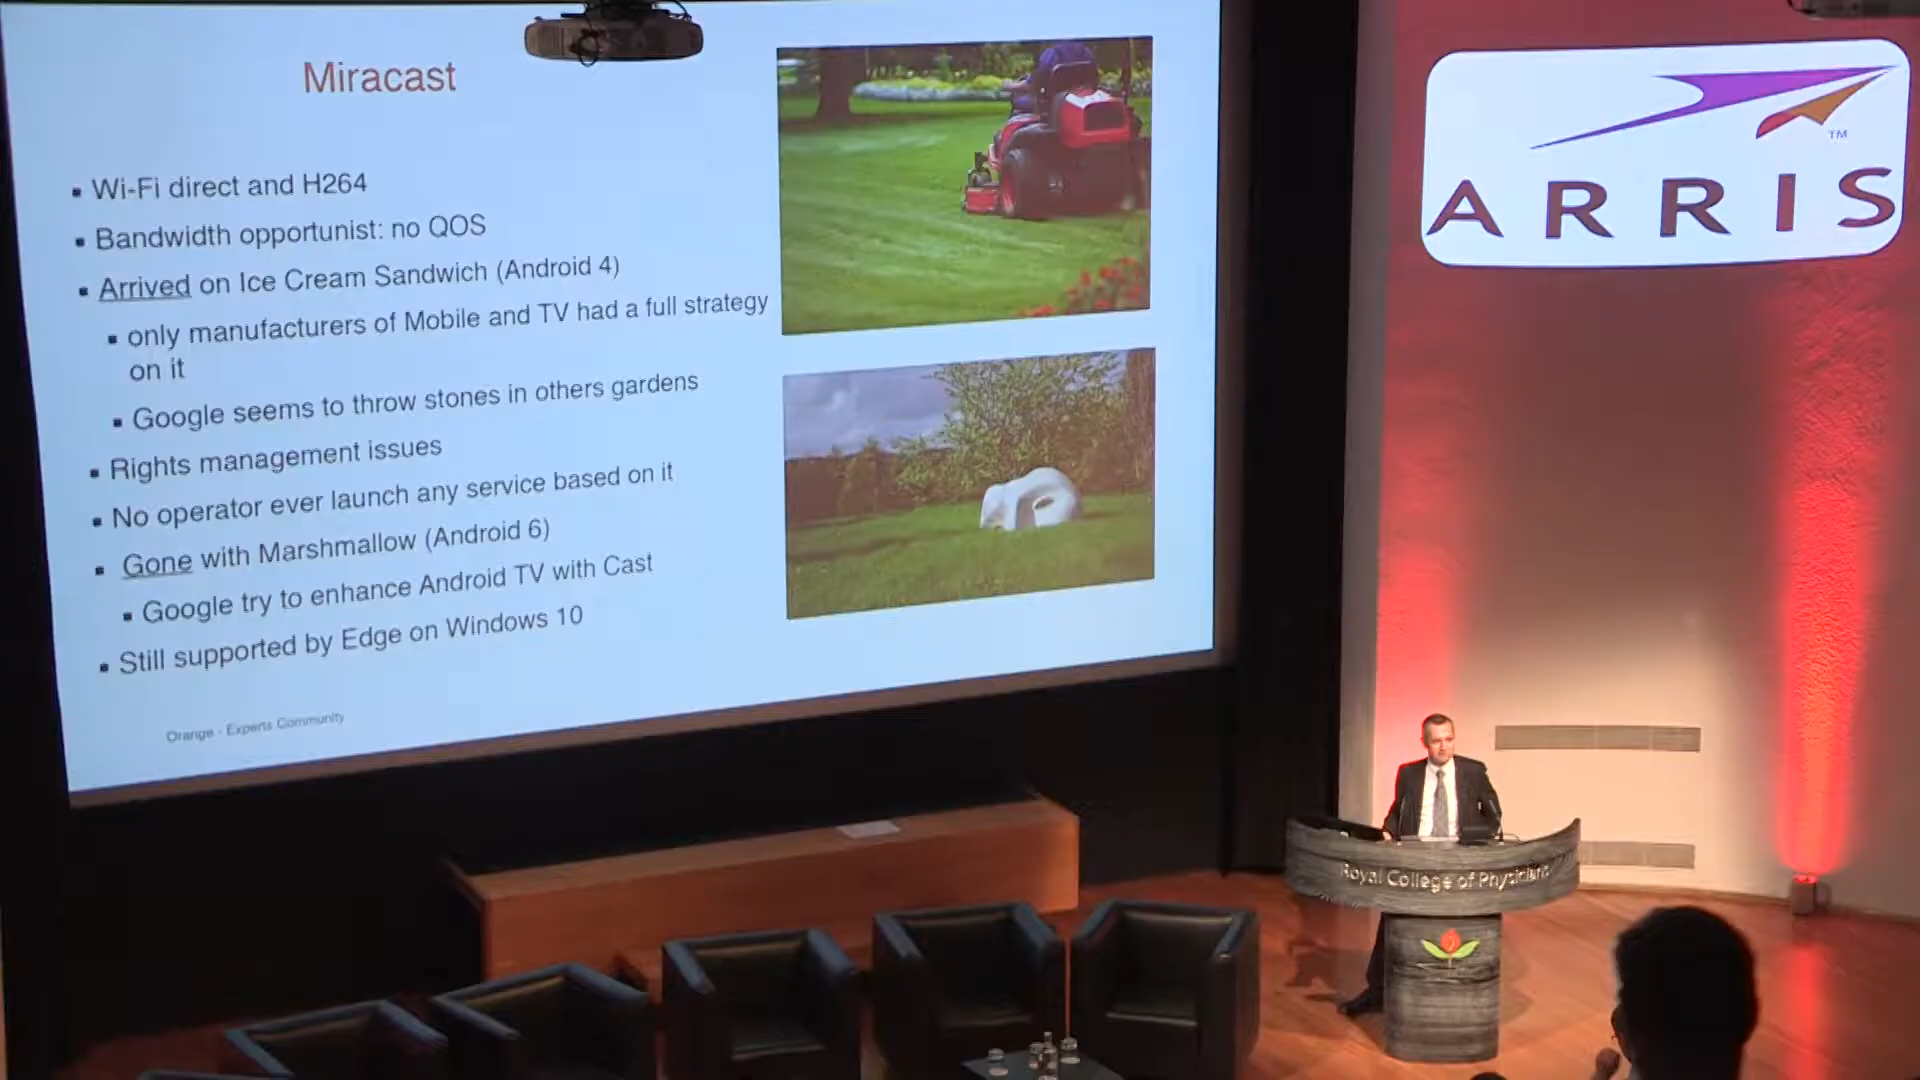 Miracast
Wi-Fi direct and H264
Bandwidth opportunist: no QOS
Arrived on Ice Cream Sandwich (Android 4)
only manufacturers of Mobile and TV had a full strategy
on it
Google seems to throw stones in others gardens
Rights management issues
No operator ever launch any service based on it
Gone with Marshmallow (Android 6)
Google try to enhance Android TV with Cast
Still supported by Edge on Windows 10
Orange - Experts Community
TM
ARRIS
Royal College of Physicians